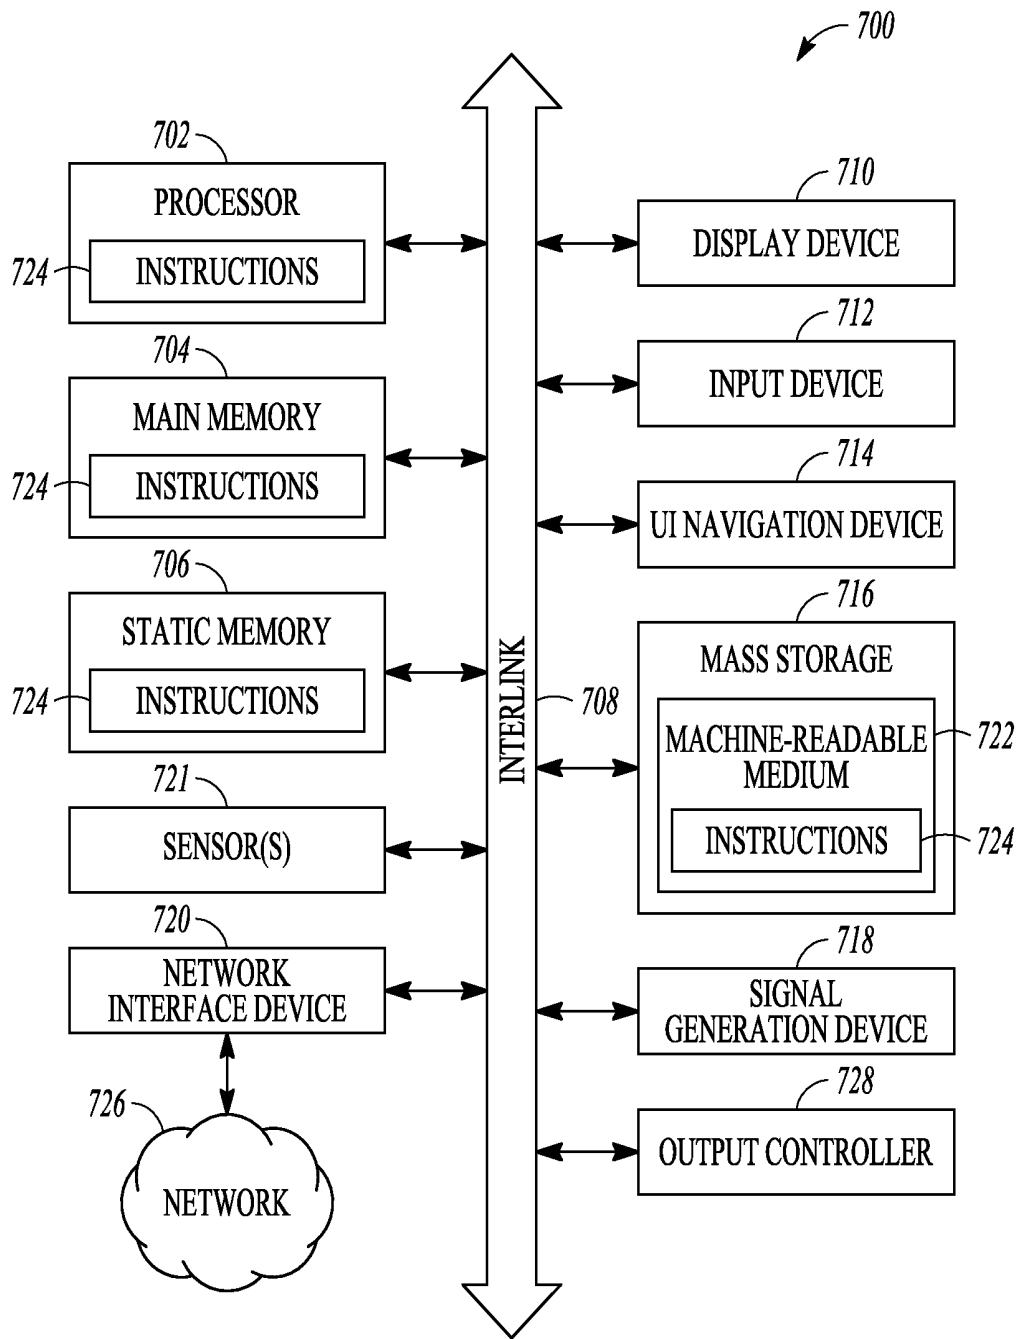 700
702
PROCESSOR
724
INSTRUCTIONS
704
MAIN MEMORY
724
INSTRUCTIONS
706
STATIC MEMORY
724
INSTRUCTIONS
721
SENSOR(S)
720
NETWORK
INTERFACE DEVICE
726
NETWORK
INTERLINK
708
710
DISPLAY DEVICE
712
INPUT DEVICE
714
UI NAVIGATION DEVICE
716
MASS STORAGE
MACHINE-READABLE
MEDIUM
722
INSTRUCTIONS
724
718
SIGNAL
GENERATION DEVICE
728
OUTPUT CONTROLLER